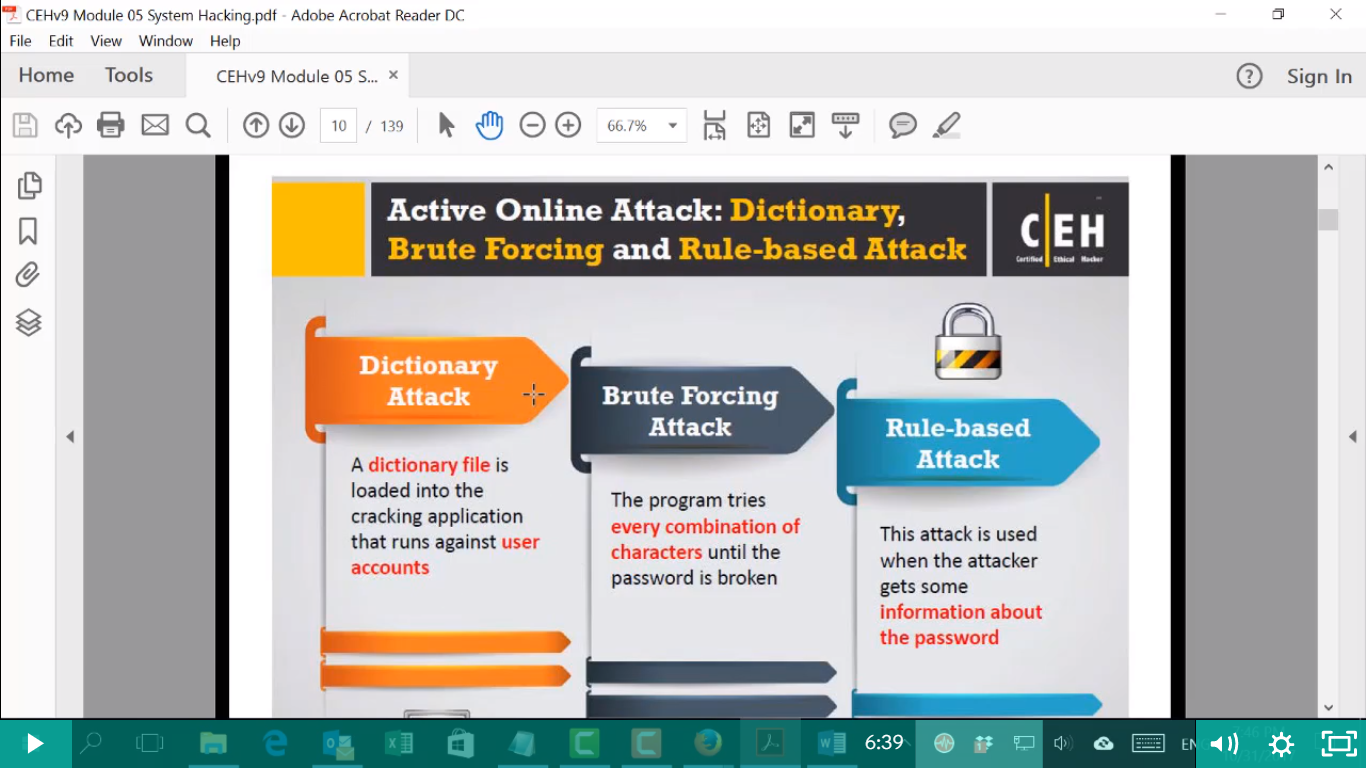 CEHv9 Module 05 System Hacking.pdf - Adobe Acrobat Reader DC
File Edit View Window Help
Home Tools CEHv9 Module 05 S... × ? Sign In
10 / 139 66.7%
Active Online Attack: Dictionary,
Brute Forcing and Rule-based Attack
C EH
Certified Ethical Hacker
Dictionary
Attack
A dictionary file is
loaded into the
cracking application
that runs against user
accounts
Brute Forcing
Attack
The program tries
every combination of
characters until the
password is broken
Rule-based
Attack
This attack is used
when the attacker
gets some
information about
the password
6:39